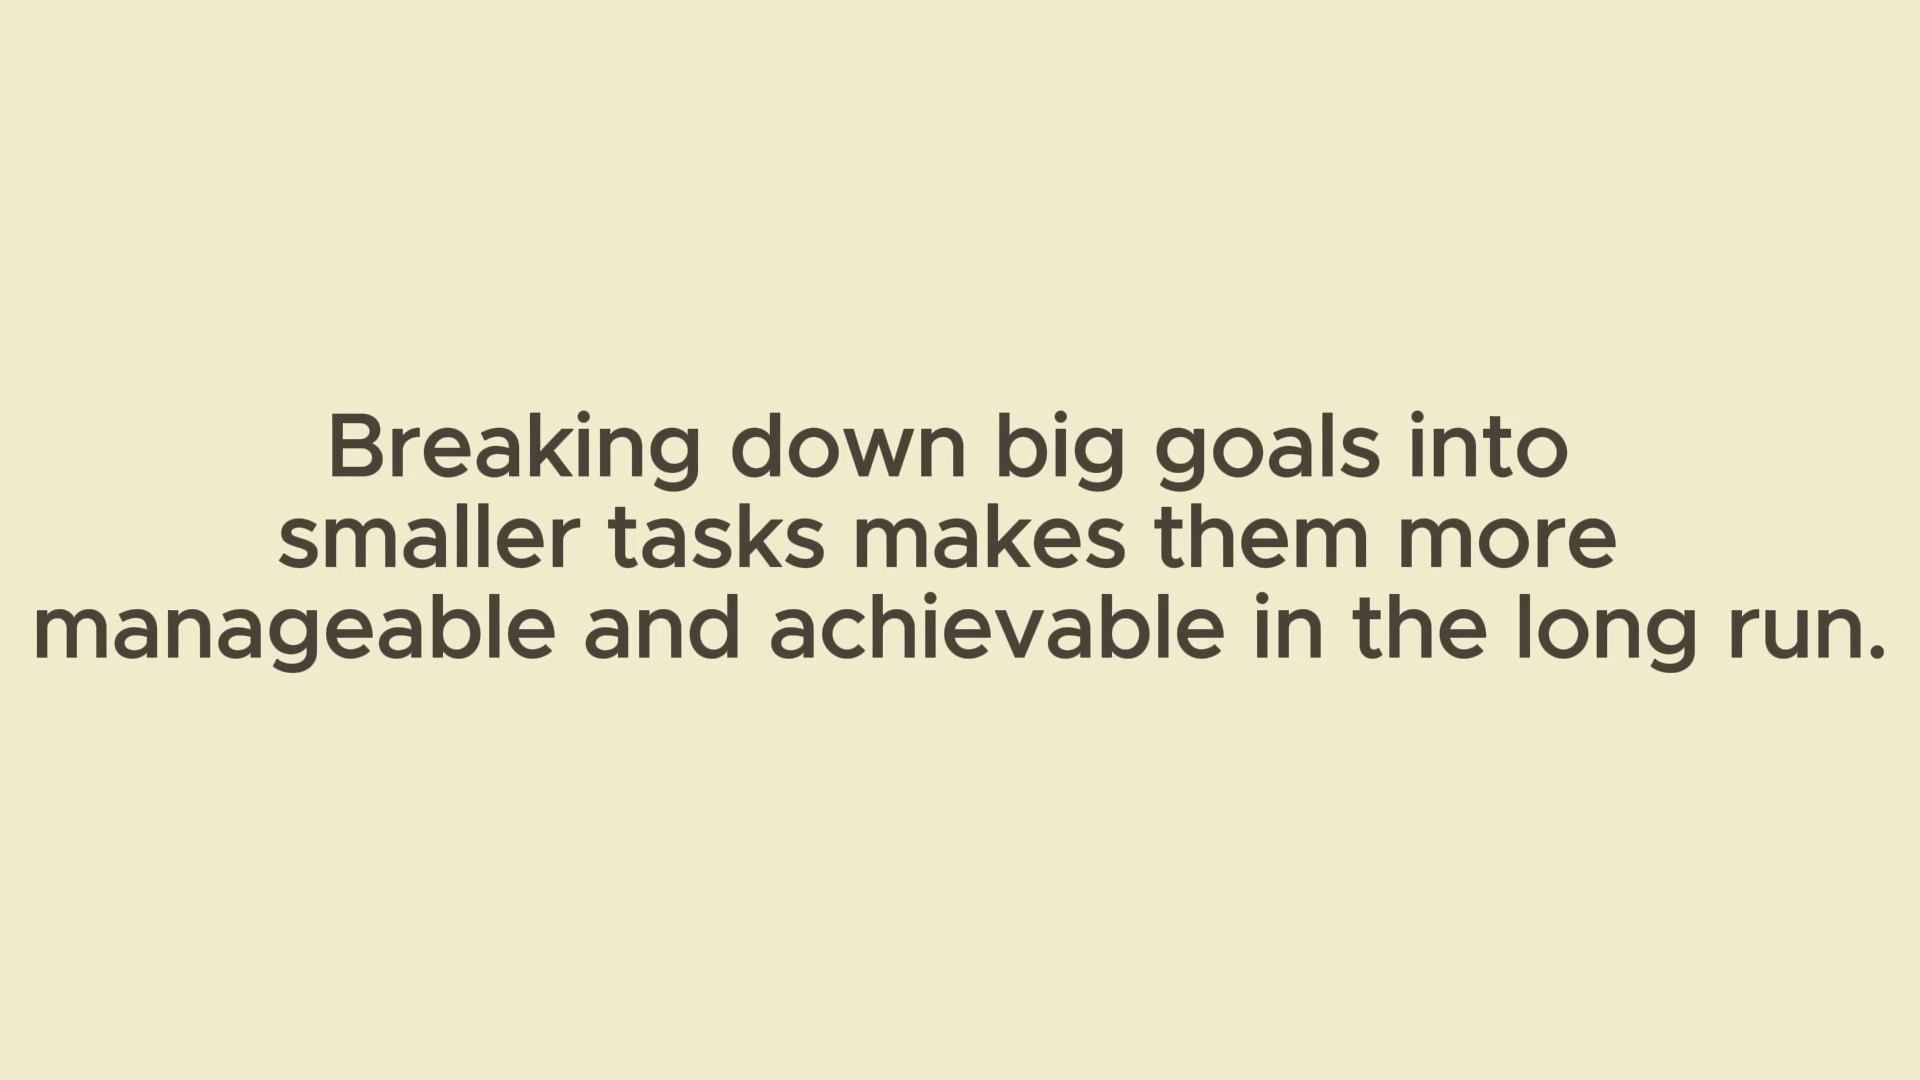 Breaking down big goals into
smaller tasks makes them more
manageable and achievable in the long run.